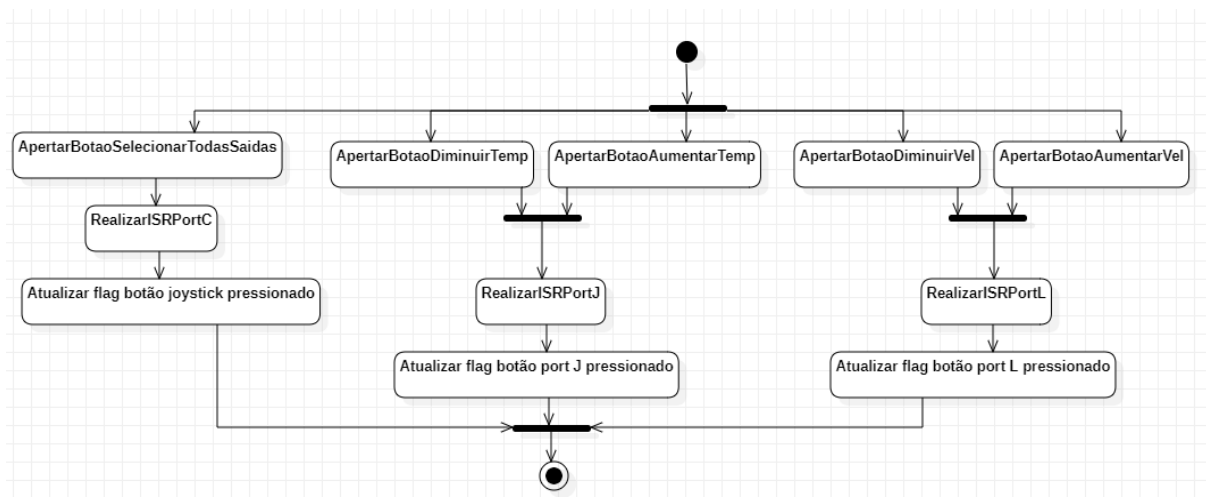 ApertarBotaoSelecionarTodasSaidas
ApertarBotaoDiminuirTemp
ApertarBotaoAumentarTemp
ApertarBotaoDiminuirVel
ApertarBotaoAumentarVel
RealizarISRPortC
Atualizar flag botão joystick pressionado
RealizarISRPortJ
RealizarISRPortL
Atualizar flag botão port J pressionado
Atualizar flag botão port L pressionado